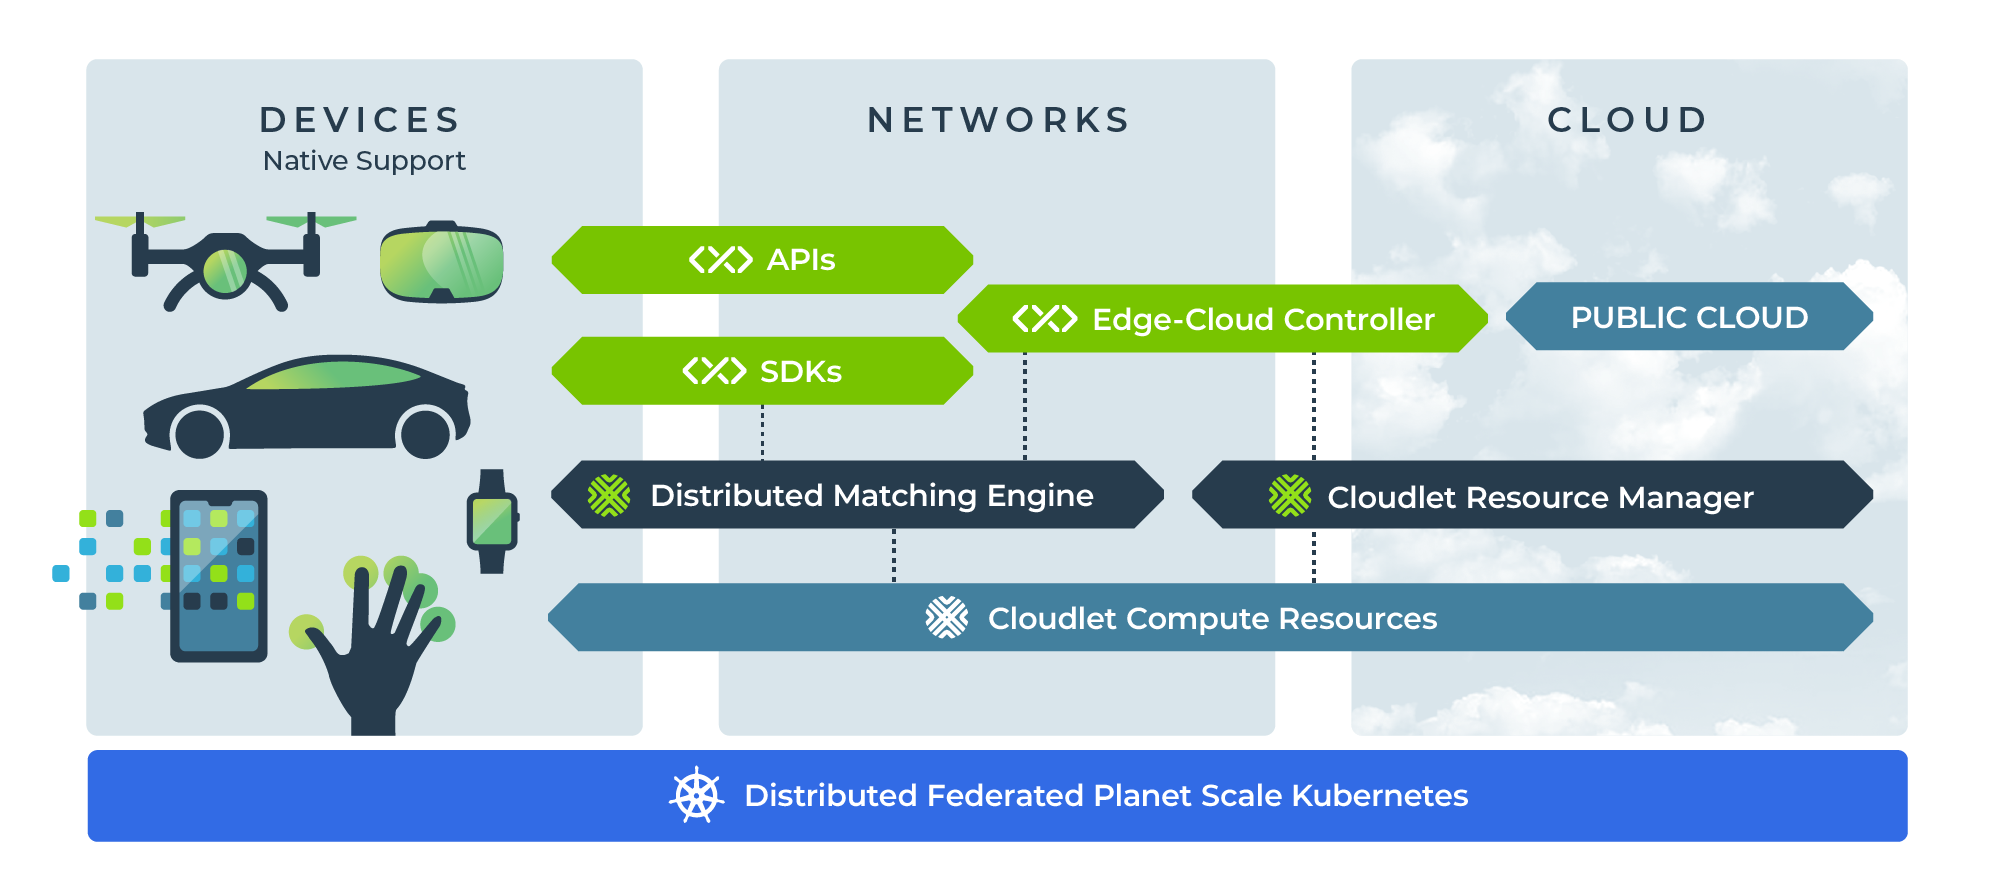 DEVICES
Native Support
NETWORKS
CLOUD
APIs
SDKs
Edge-Cloud Controller
PUBLIC CLOUD
Distributed Matching Engine
Cloudlet Resource Manager
Cloudlet Compute Resources
Distributed Federated Planet Scale Kubernetes